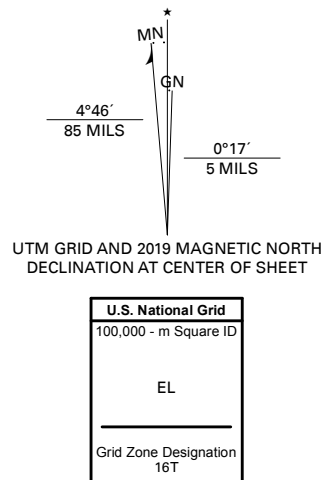 ★
MN
GN
4°46´
85 MILS
0°17´
5 MILS
UTM GRID AND 2019 MAGNETIC NORTH
DECLINATION AT CENTER OF SHEET
U.S. National Grid
100,000 - m Square ID
EL
Grid Zone Designation
16T